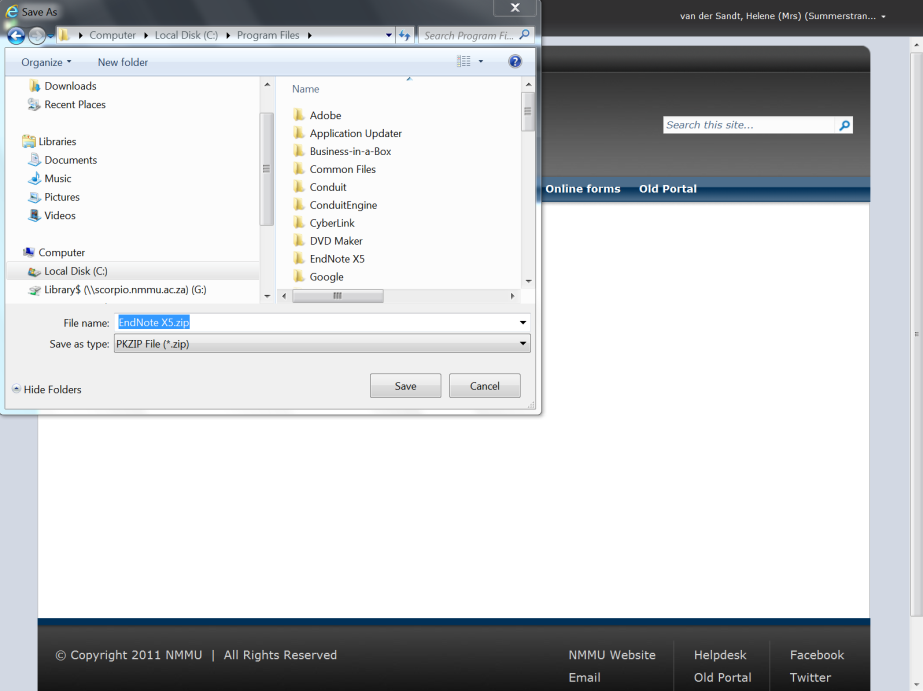 Save As
van der Sandt, Helene (Mrs) (Summerstran...
Computer Local Disk (C:) Program Files
Search Program Fi...
Organize
New folder
Downloads
Recent Places
Libraries
Documents
Music
Pictures
Videos
Computer
Local Disk (C:)
Library$ (\\scorpio.nmmu.ac.za) (G:)
Name
Adobe
Application Updater
Business-in-a-Box
Common Files
Conduit
ConduitEngine
CyberLink
DVD Maker
EndNote X5
Google
File name: EndNote X5.zip
Save as type: PKZIP File (*.zip)
Hide Folders
Save
Cancel
Search this site...
Online forms Old Portal
© Copyright 2011 NMMU | All Rights Reserved
NMMU Website
Email
Helpdesk
Old Portal
Facebook
Twitter